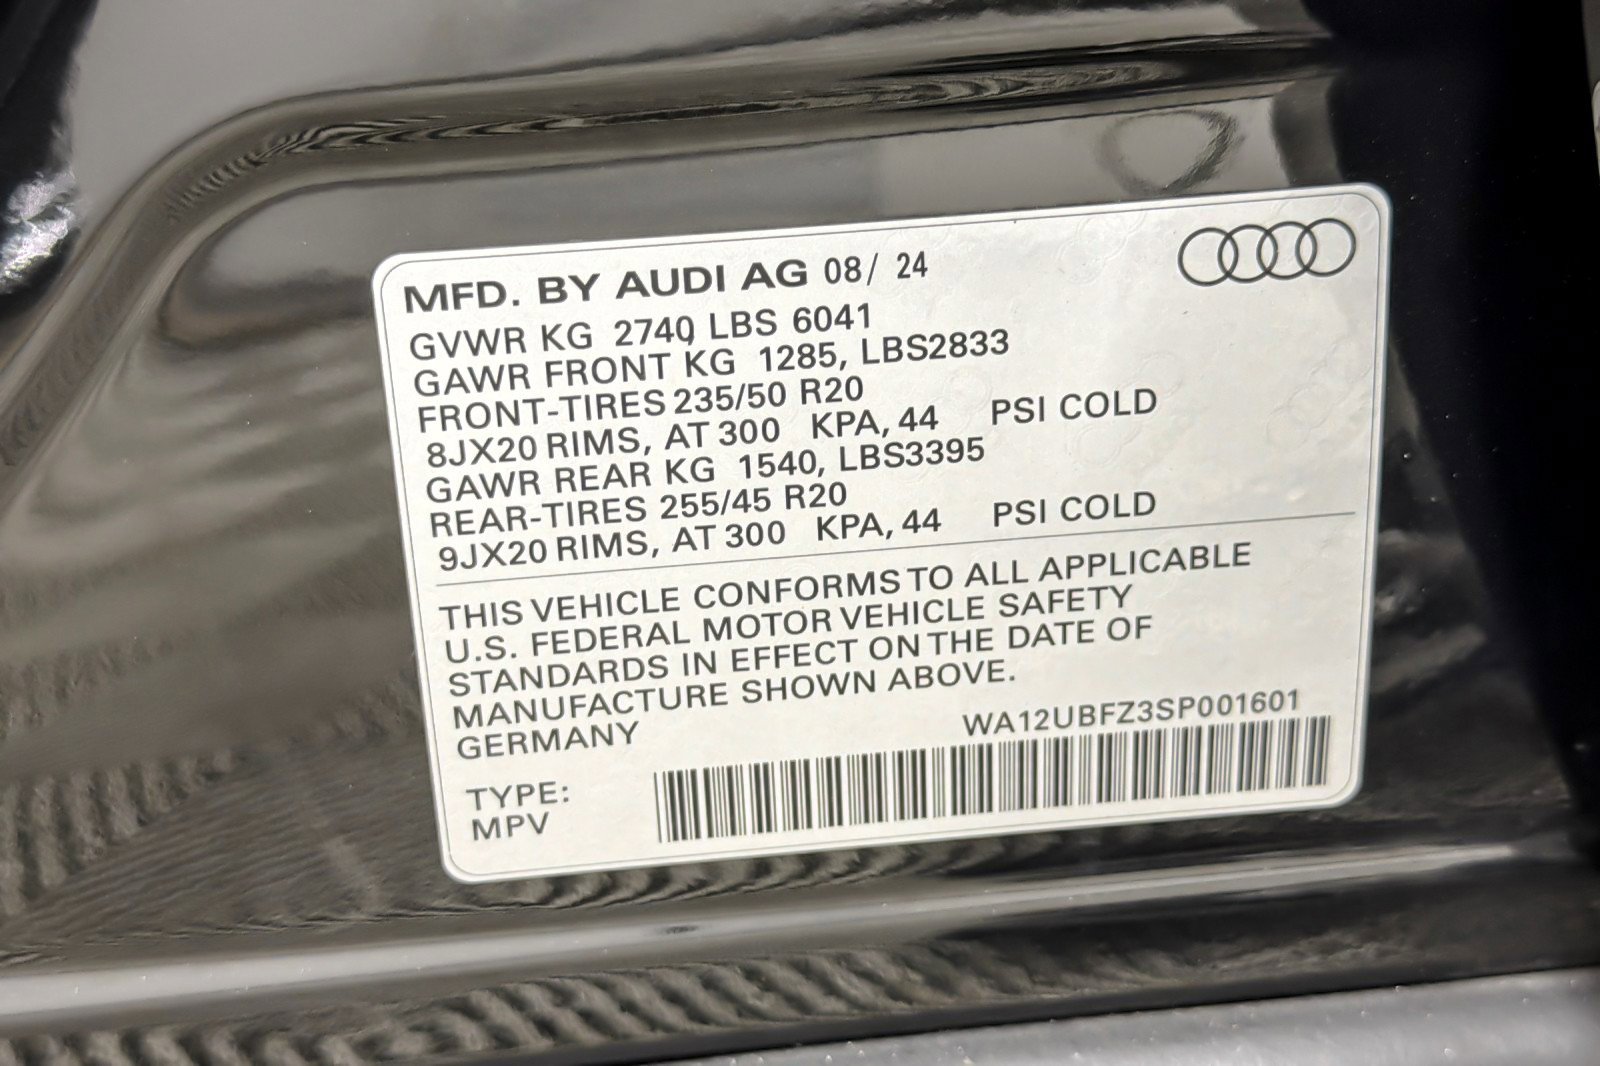 MFD. BY AUDI AG 08/ 24
GVWR KG 2740 LBS 6041
GAWR FRONT KG 1285, LBS2833
FRONT-TIRES 235/50 R20
8JX20 RIMS, AT 300 KPA, 44 PSI COLD
GAWR REAR KG 1540, LBS3395
REAR-TIRES 255/45 R20
9JX20 RIMS, AT 300 KPA, 44 PSI COLD
THIS VEHICLE CONFORMS TO ALL APPLICABLE
U.S. FEDERAL MOTOR VEHICLE SAFETY
STANDARDS IN EFFECT ON THE DATE OF
MANUFACTURE SHOWN ABOVE.
GERMANY
WA12UBFZ3SP001601
TYPE:
MPV